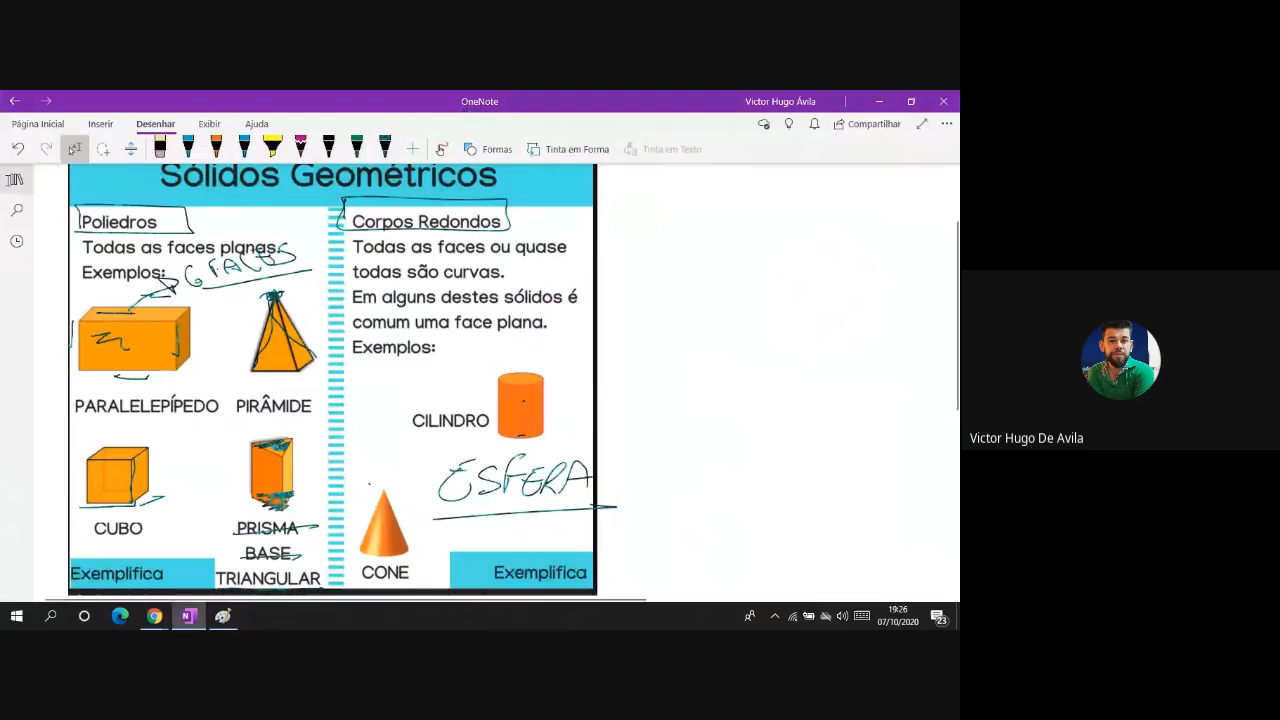 OneNote
Victor Hugo Ávila
Página Inicial
Inserir
Desenhar
Exibir
Ajuda
Compartilhar
Formas
Tinta em Forma
Tinta em Texto
Sólidos Geométricos
Poliedros
Todas as faces planas.
Exemplos:
6 FACES
PARALELEPÍPEDO
PIRÂMIDE
CUBO
PRISMA
BASE
TRIANGULAR
Exemplifica
Corpos Redondos
Todas as faces ou quase
todas são curvas.
Em alguns destes sólidos é
comum uma face plana.
Exemplos:
CILINDRO
ESFERA
CONE
Exemplifica
Victor Hugo De Avila
19:26
07/10/2020
23